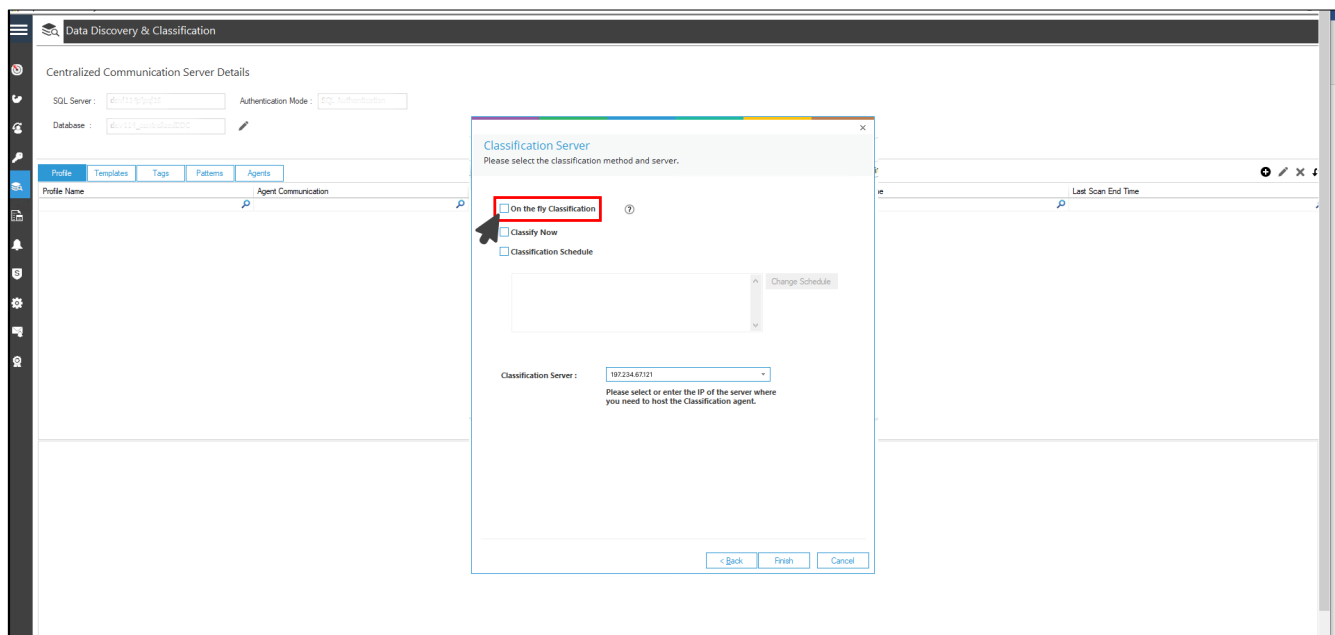 Data Discovery & Classification
Centralized Communication Server Details
SQL Server :
Authentication Mode : SQL Authentication
Database :
Profile Templates Tags Patterns Agents
Profile Name Agent Communication Last Scan End Time
Classification Server
Please select the classification method and server.
On the fly Classification
?
Classify Now
Classification Schedule
Change Schedule
Classification Server : 197.234.67.121
Please select or enter the IP of the server where
you need to host the Classification agent.
< Back Finish Cancel